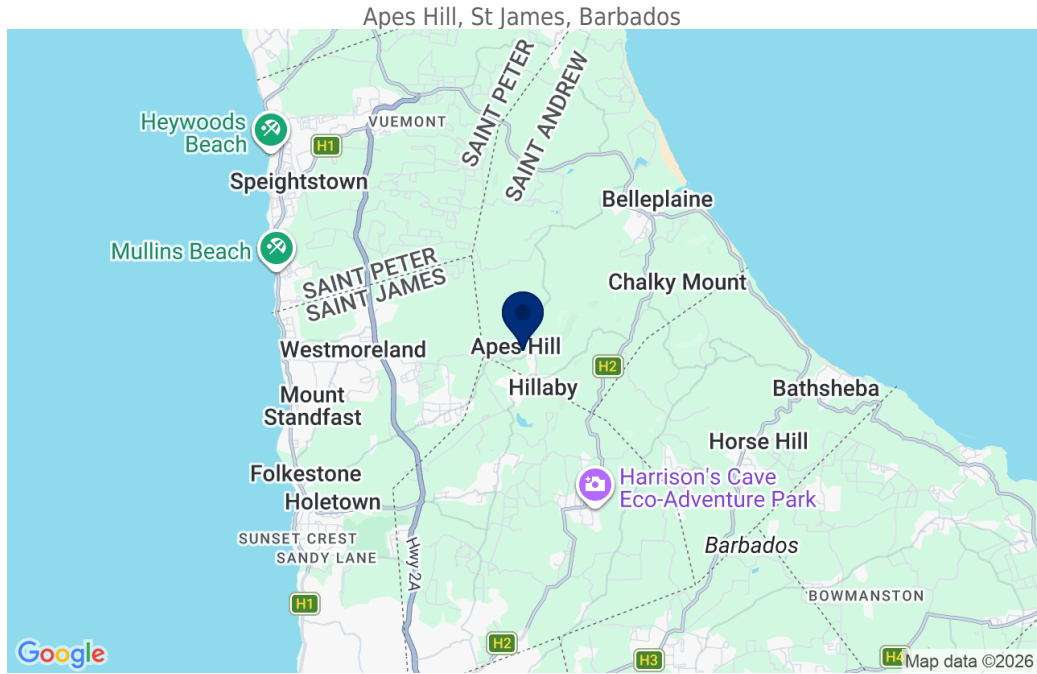 Apes Hill, St James, Barbados
SAINT PETER
SAINT ANDREW
Heywoods
Beach
VUEMONT
H1
Speightstown
Belleplaine
Mullins Beach
SAINT PETER
SAINT JAMES
Chalky Mount
Westmoreland
Apes Hill
H2
Hillaby
Bathsheba
Mount
Standfast
Horse Hill
Folkestone
Harrison's Cave
Eco-Adventure Park
Holetown
SUNSET CREST
SANDY LANE
Hwy 2A
Barbados
BOWMANSTON
H1
H2
H3
H4
Google
Map data ©2026